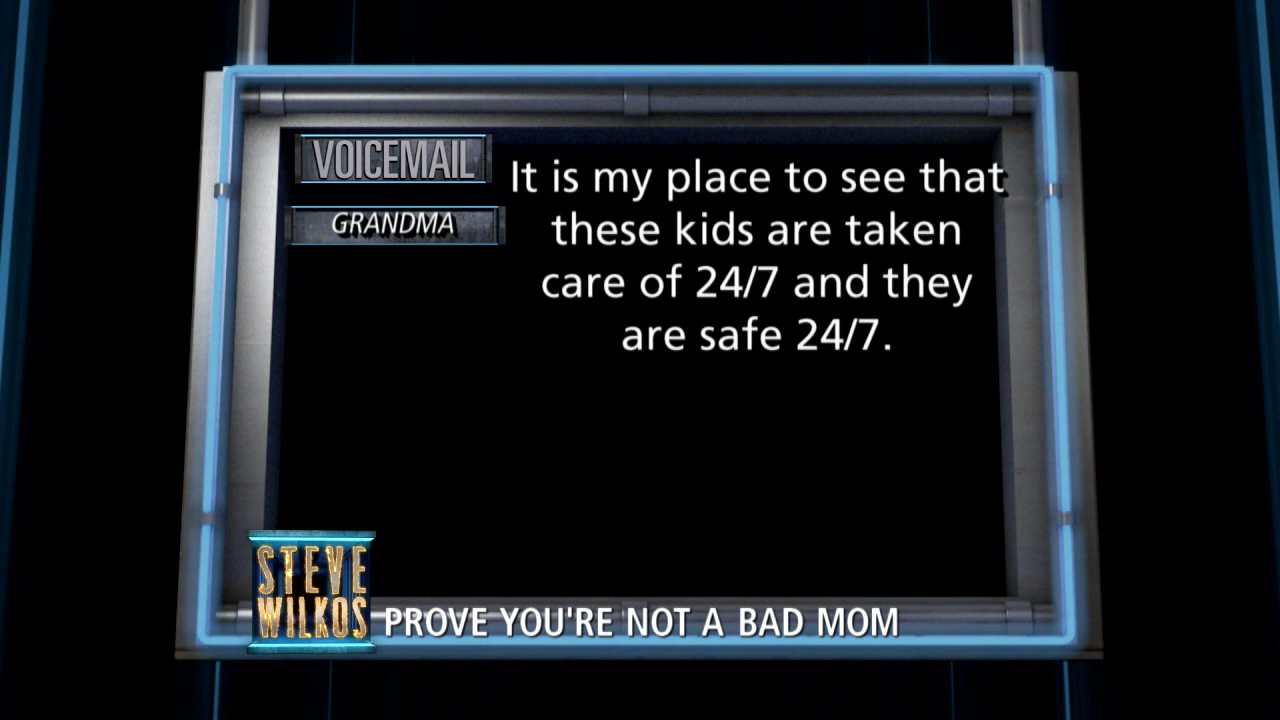 VOICEMAIL
GRANDMA
It is my place to see that
these kids are taken
care of 24/7 and they
are safe 24/7.
STEVE
WILKOS
PROVE YOU'RE NOT A BAD MOM